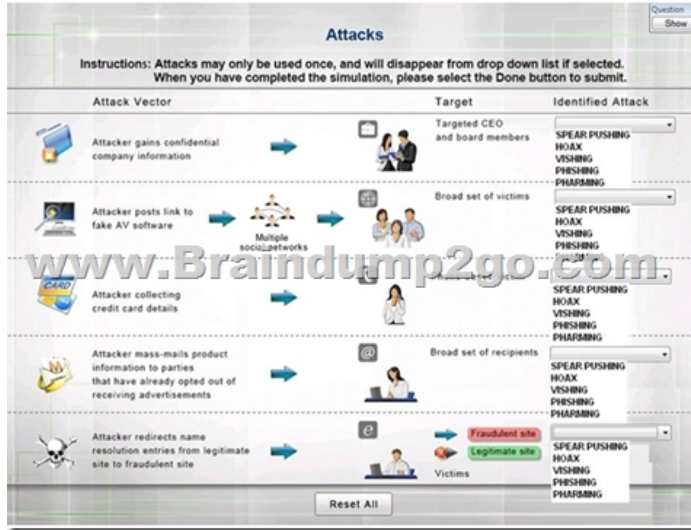 Question
Show
Attacks
Instructions: Attacks may only be used once, and will disappear from drop down list if selected.
When you have completed the simulation, please select the Done button to submit.
Attack Vector Target Identified Attack
Attacker gains confidential
company information
Targeted CEO
and board members
SPEAR PUSHING
HOAX
VISHING
PHISHING
PHARMING
Attacker posts link to
fake AV software
Multiple
social networks
Broad set of victims
SPEAR PUSHING
HOAX
VISHING
PHISHING
www.Braindump2go.com
CARD
Attacker collecting
credit card details
SPEAR PUSHING
HOAX
VISHING
PHISHING
PHARMING
Attacker mass-mails product
information to parties
that have already opted out of
receiving advertisements
@
Broad set of recipients
SPEAR PUSHING
HOAX
VISHING
PHISHING
PHARMING
Attacker redirects name
resolution entries from legitimate
site to fraudulent site
e
Fraudulent site
Legitimate site
Victims
SPEAR PUSHING
HOAX
VISHING
PHISHING
PHARMING
Reset All